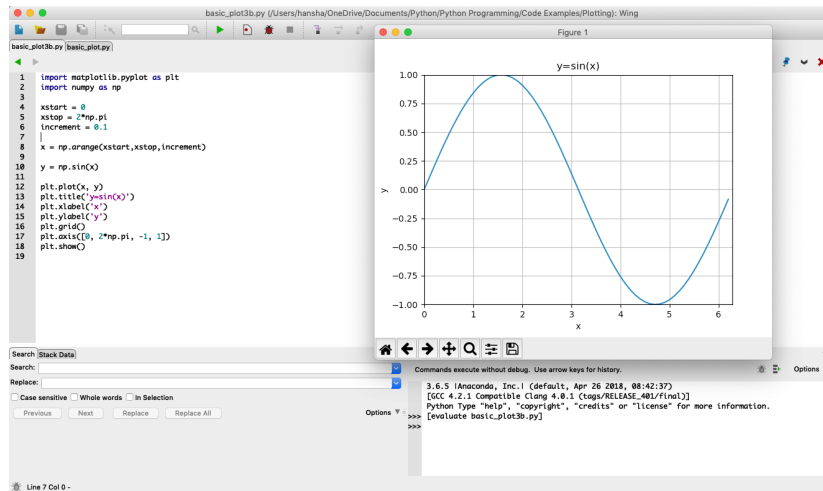 basic_plot3b.py (/Users/hansha/OneDrive/Documents/Python/Python Programming/Code Examples/Plotting): Wing
basic_plot3b.py basic_plot.py
1 import matplotlib.pyplot as plt
2 import numpy as np
3
4 xstart = 0
5 xstop = 2*np.pi
6 increment = 0.1
7
8 x = np.arange(xstart,xstop,increment)
9
10 y = np.sin(x)
11
12 plt.plot(x, y)
13 plt.title('y=sin(x)')
14 plt.xlabel('x')
15 plt.ylabel('y')
16 plt.grid()
17 plt.axis([0, 2*np.pi, -1, 1])
18 plt.show()
19
Figure 1
y=sin(x)
1.00
0.75
0.50
0.25
0.00
−0.25
−0.50
−0.75
−1.00
y
0 1 2 3 4 5 6
x
Search Stack Data
Search:
Replace:
Case sensitive Whole words In Selection
Previous Next Replace Replace All Options
Commands execute without debug. Use arrow keys for history. Options
3.6.5 |Anaconda, Inc.| (default, Apr 26 2018, 08:42:37)
[GCC 4.2.1 Compatible Clang 4.0.1 (tags/RELEASE_401/final)]
Python Type "help", "copyright", "credits" or "license" for more information.
>>> [evaluate basic_plot3b.py]
>>>
Line 7 Col 0 -